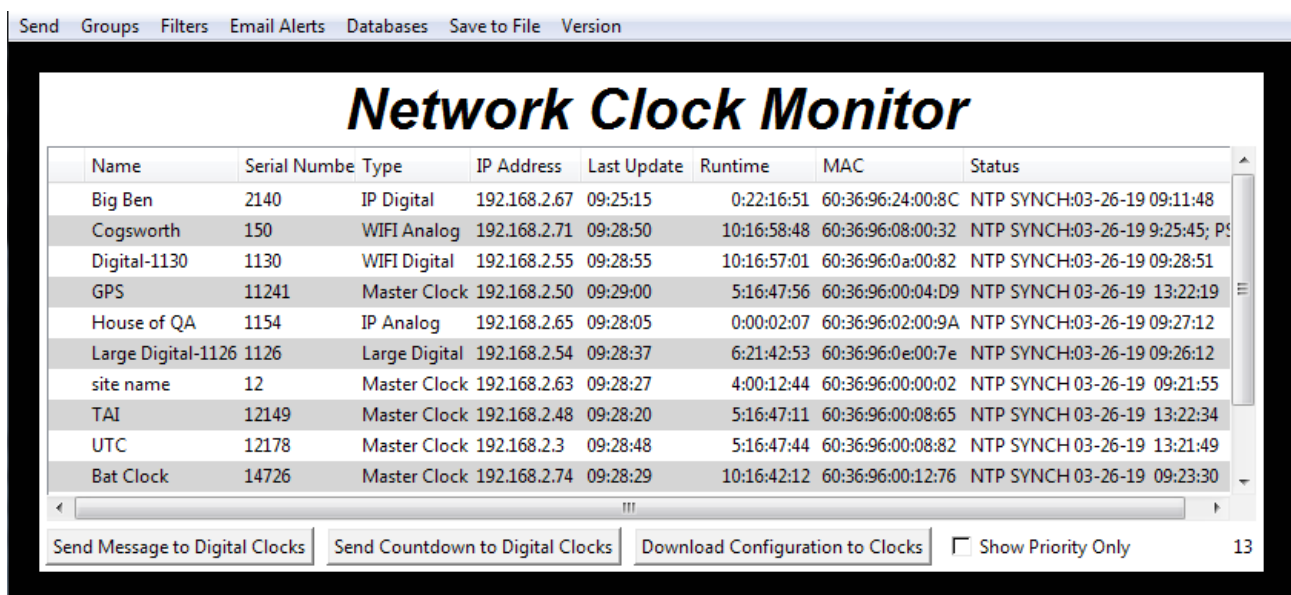 Send Groups Filters Email Alerts Databases Save to File Version
Network Clock Monitor
Name Serial Numbe Type IP Address Last Update Runtime MAC Status
Big Ben 2140 IP Digital 192.168.2.67 09:25:15 0:22:16:51 60:36:96:24:00:8C NTP SYNCH:03-26-19 09:11:48
Cogsworth 150 WIFI Analog 192.168.2.71 09:28:50 10:16:58:48 60:36:96:08:00:32 NTP SYNCH:03-26-19 9:25:45; PS
Digital-1130 1130 WIFI Digital 192.168.2.55 09:28:55 10:16:57:01 60:36:96:0a:00:82 NTP SYNCH:03-26-19 09:28:51
GPS 11241 Master Clock 192.168.2.50 09:29:00 5:16:47:56 60:36:96:00:04:D9 NTP SYNCH 03-26-19 13:22:19
House of QA 1154 IP Analog 192.168.2.65 09:28:05 0:00:02:07 60:36:96:02:00:9A NTP SYNCH:03-26-19 09:27:12
Large Digital-1126 1126 Large Digital 192.168.2.54 09:28:37 6:21:42:53 60:36:96:0e:00:7e NTP SYNCH:03-26-19 09:26:12
site name 12 Master Clock 192.168.2.63 09:28:27 4:00:12:44 60:36:96:00:00:02 NTP SYNCH 03-26-19 09:21:55
TAI 12149 Master Clock 192.168.2.48 09:28:20 5:16:47:11 60:36:96:00:08:65 NTP SYNCH 03-26-19 13:22:34
UTC 12178 Master Clock 192.168.2.3 09:28:48 5:16:47:44 60:36:96:00:08:82 NTP SYNCH 03-26-19 13:21:49
Bat Clock 14726 Master Clock 192.168.2.74 09:28:29 10:16:42:12 60:36:96:00:12:76 NTP SYNCH 03-26-19 09:23:30
Send Message to Digital Clocks Send Countdown to Digital Clocks Download Configuration to Clocks Show Priority Only 13